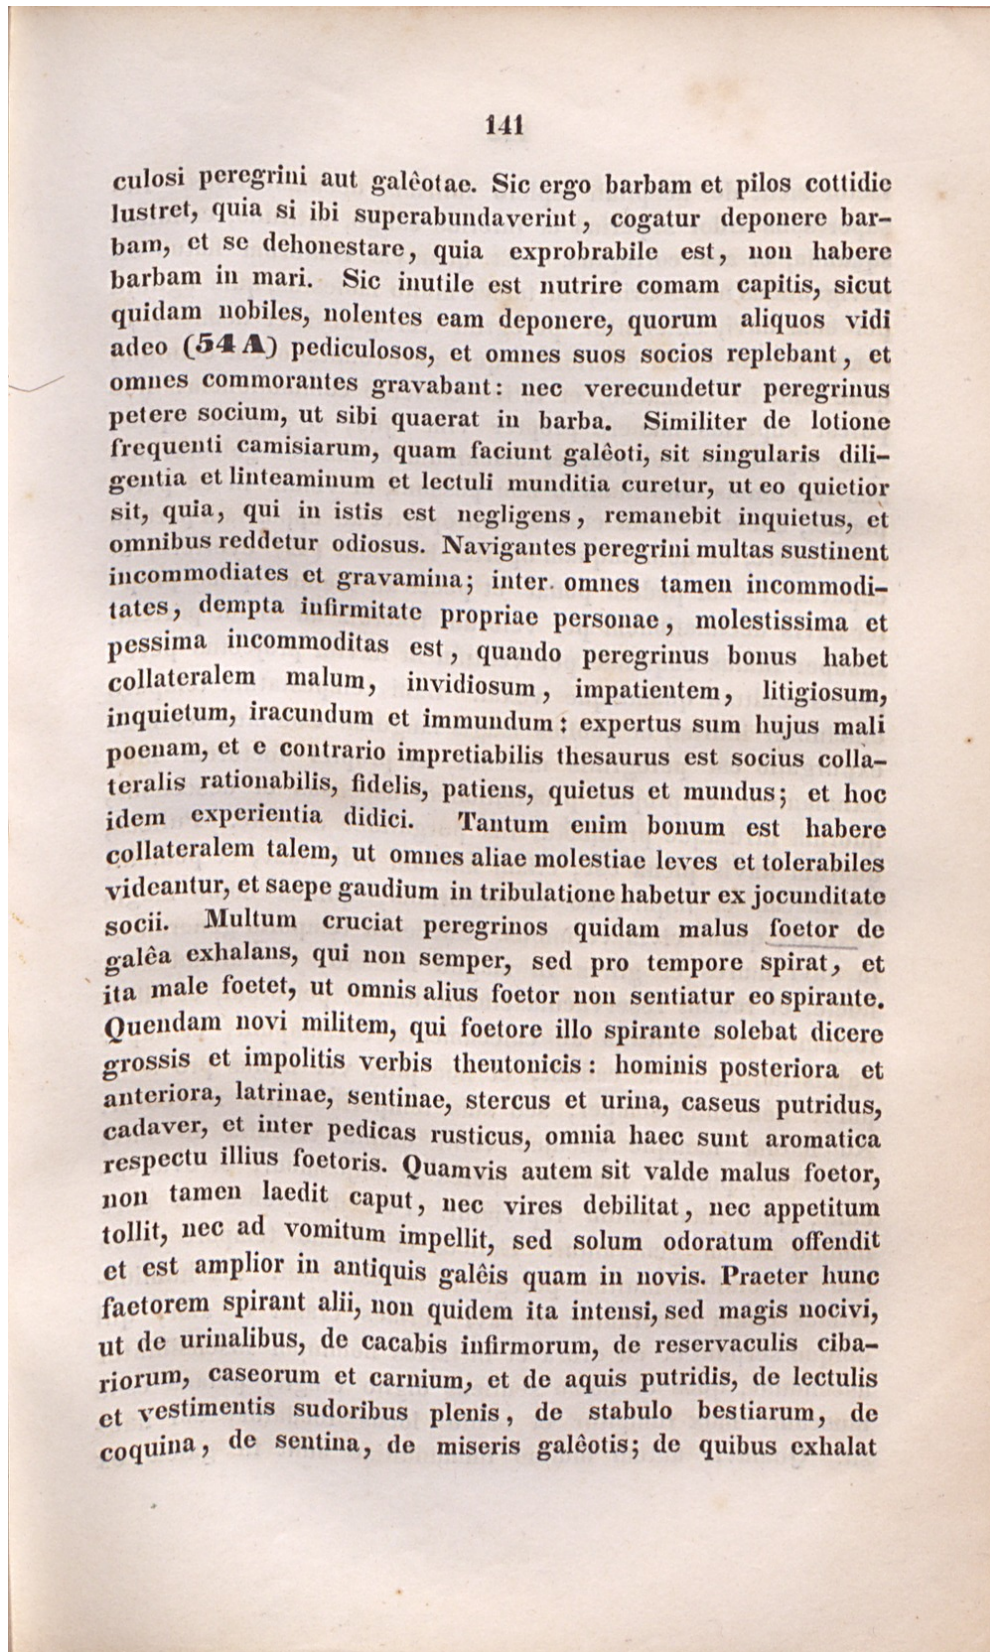 141
culosi peregrini aut galêotae. Sic ergo barbam et pilos cottidie
lustret, quia si ibi superabundaverint, cogatur deponere bar-
bam, et se dehonestare, quia exprobrabile est, non habere
barbam in mari. Sic inutile est nutrire comam capitis, sicut
quidam nobiles, nolentes eam deponere, quorum aliquos vidi
adeo (54 A) pediculosos, et omnes suos socios replebant, et
omnes commorantes gravabant: nec verecundetur peregrinus
petere socium, ut sibi quaerat in barba. Similiter de lotione
frequenti camisiarum, quam faciunt galêoti, sit singularis dili-
gentia et linteaminum et lectuli munditia curetur, ut eo quietior
sit, quia, qui in istis est negligens, remanebit inquietus, et
omnibus reddetur odiosus. Navigantes peregrini multas sustinent
incommodiates et gravamina; inter. omnes tamen incommodi-
tates, dempta infirmitate propriae personae, molestissima et
pessima incommoditas est, quando peregrinus bonus habet
collateralem malum, invidiosum, impatientem, litigiosum,
inquietum, iracundum et immundum: expertus sum hujus mali
poenam, et e contrario impretiabilis thesaurus est socius colla-
teralis rationabilis, fidelis, patiens, quietus et mundus; et hoc
idem experientia didici. Tantum enim bonum est habere
collateralem talem, ut omnes aliae molestiae leves et tolerabiles
videantur, et saepe gaudium in tribulatione habetur ex jocunditate
socii. Multum cruciat peregrinos quidam malus foetor de
galêa exhalans, qui non semper, sed pro tempore spirat, et
ita male foetet, ut omnis alius foetor non sentiatur eo spirante.
Quendam novi militem, qui foetore illo spirante solebat dicere
grossis et impolitis verbis theutonicis: hominis posteriora et
anteriora, latrinae, sentinae, stercus et urina, caseus putridus,
cadaver, et inter pedicas rusticus, omnia haec sunt aromatica
respectu illius foetoris. Quamvis autem sit valde malus foetor,
non tamen laedit caput, nec vires debilitat, nec appetitum
tollit, nec ad vomitum impellit, sed solum odoratum offendit
et est amplior in antiquis galêis quam in novis. Praeter hunc
faetorem spirant alii, non quidem ita intensi, sed magis nocivi,
ut de urinalibus, de cacabis infirmorum, de reservaculis ciba-
riorum, caseorum et carnium, et de aquis putridis, de lectulis
et vestimentis sudoribus plenis, de stabulo bestiarum, de
coquina, de sentina, de miseris galêotis; de quibus exhalat